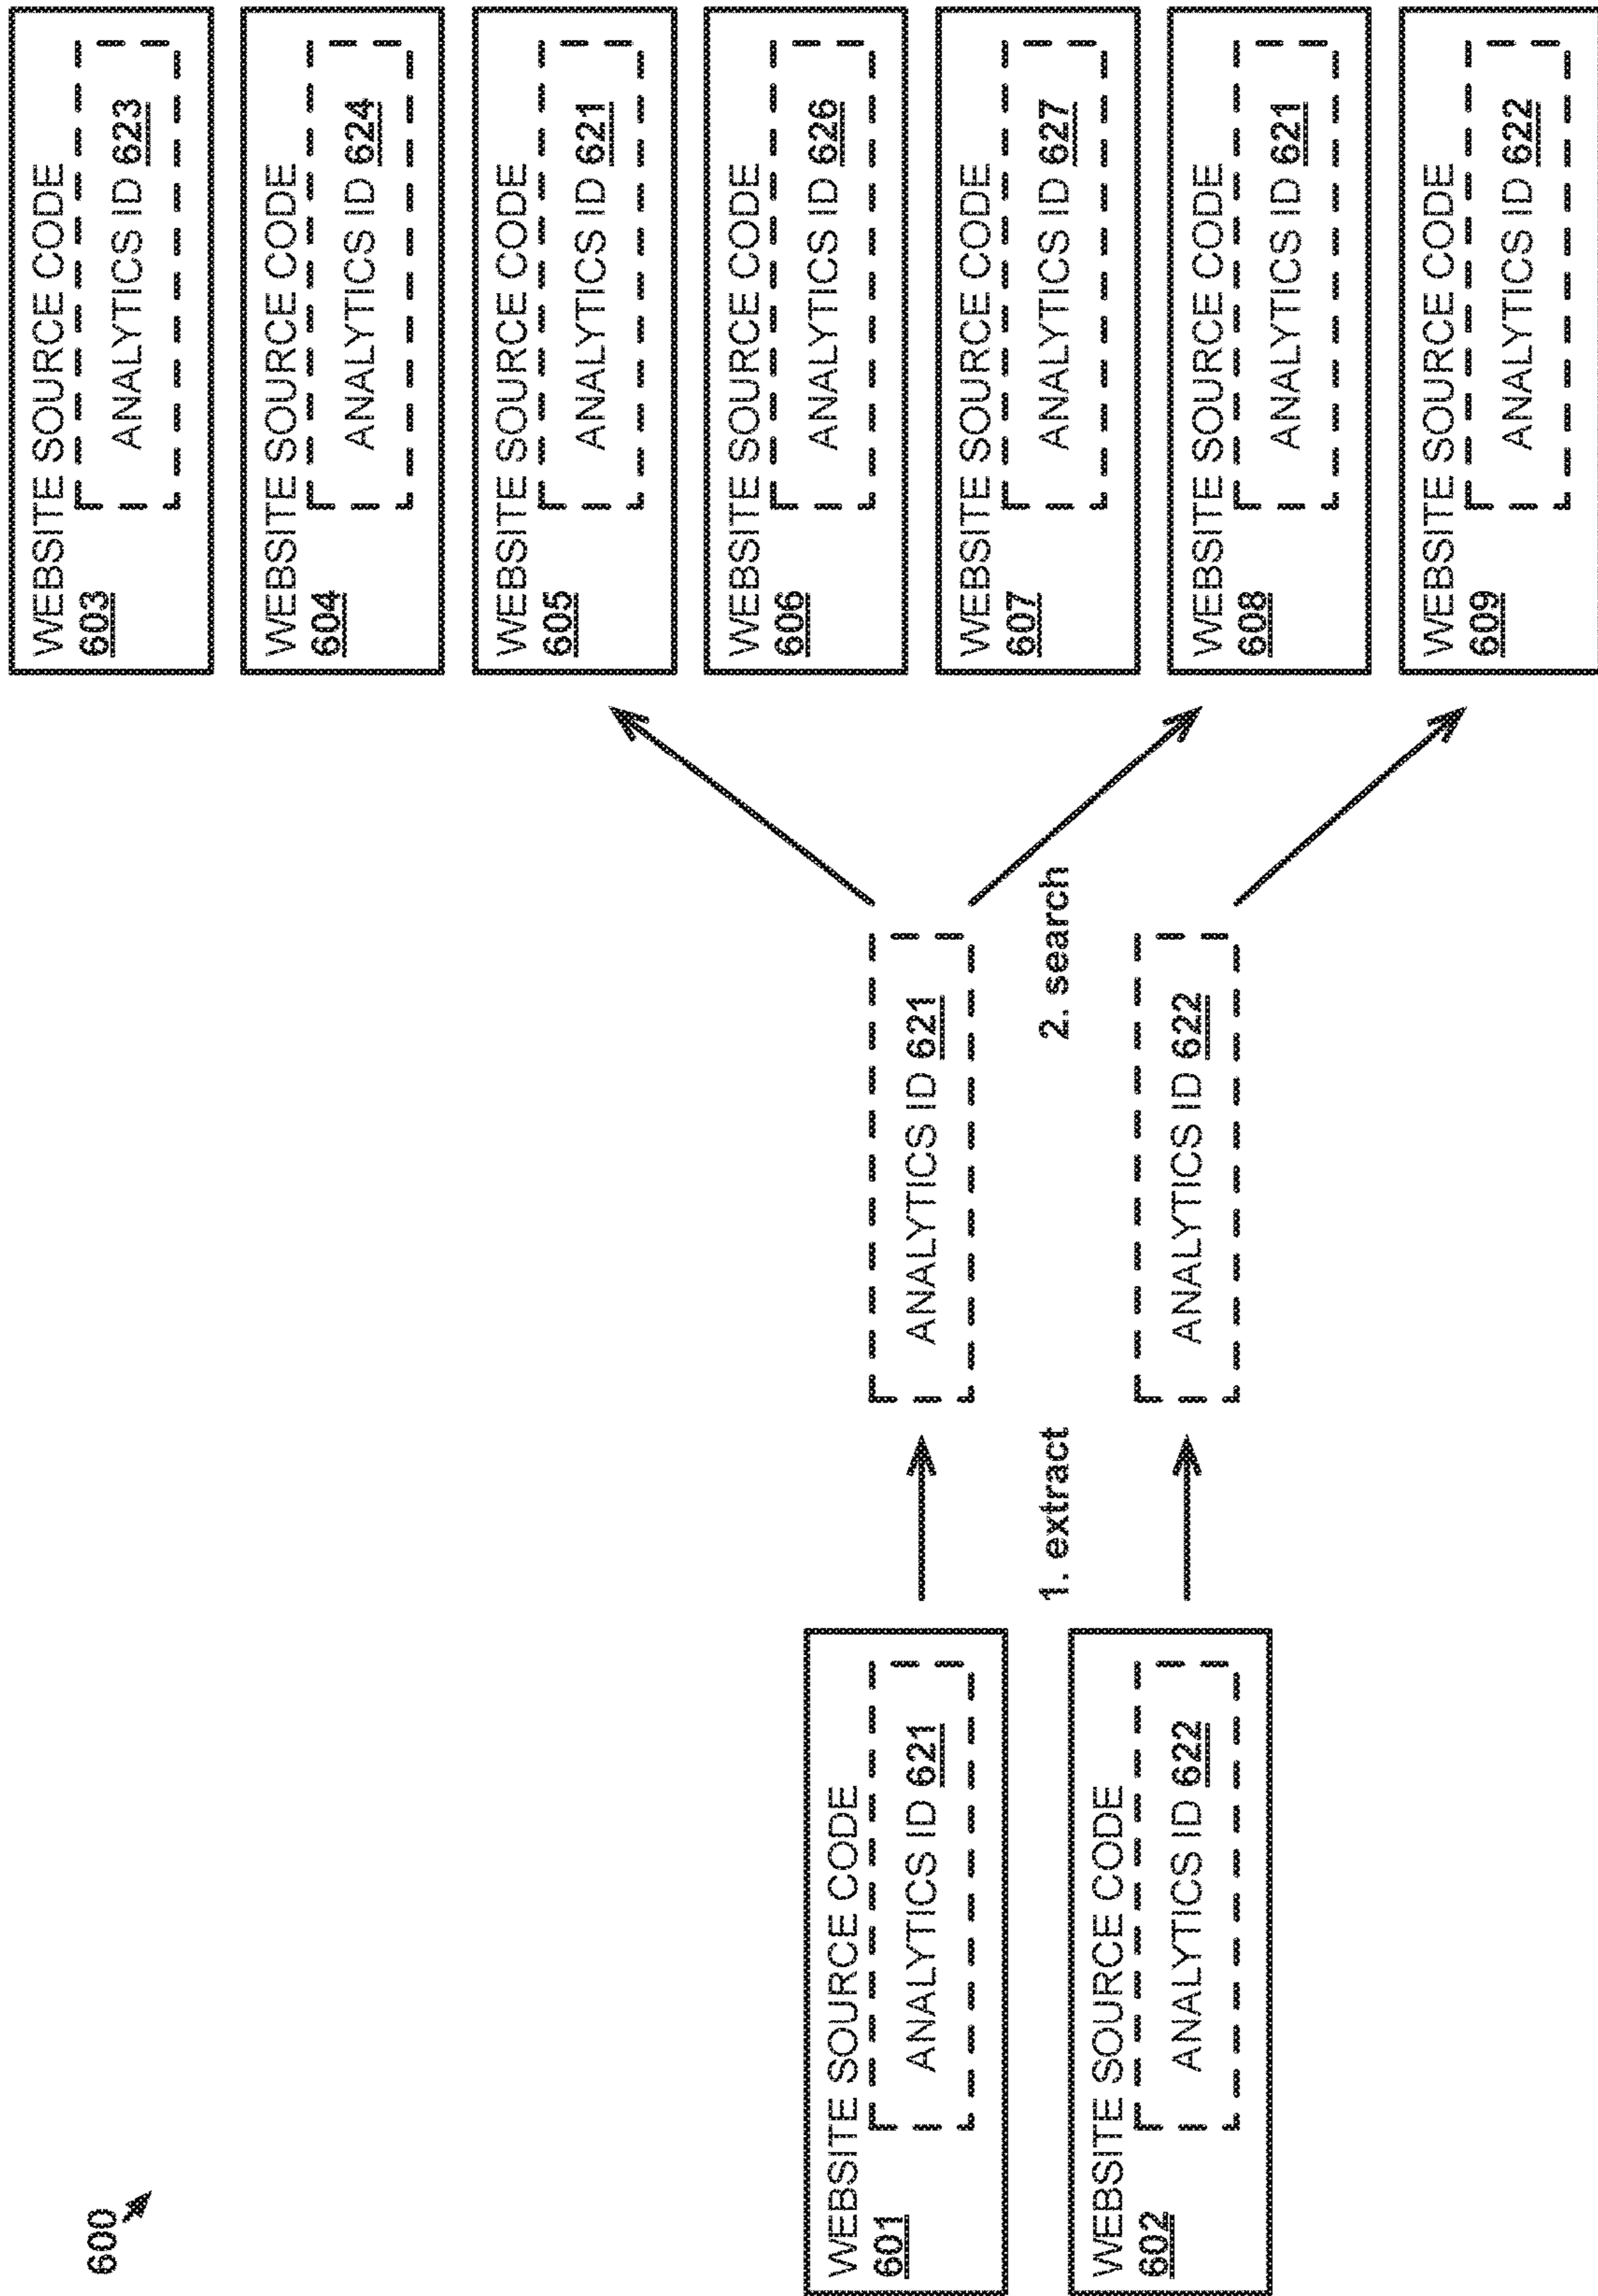 600
WEBSITE SOURCE CODE
601
ANALYTICS ID 621
WEBSITE SOURCE CODE
602
ANALYTICS ID 622
1. extract
ANALYTICS ID 621
ANALYTICS ID 622
2. search
WEBSITE SOURCE CODE
603
ANALYTICS ID 623
WEBSITE SOURCE CODE
604
ANALYTICS ID 624
WEBSITE SOURCE CODE
605
ANALYTICS ID 621
WEBSITE SOURCE CODE
606
ANALYTICS ID 626
WEBSITE SOURCE CODE
607
ANALYTICS ID 627
WEBSITE SOURCE CODE
608
ANALYTICS ID 621
WEBSITE SOURCE CODE
609
ANALYTICS ID 622